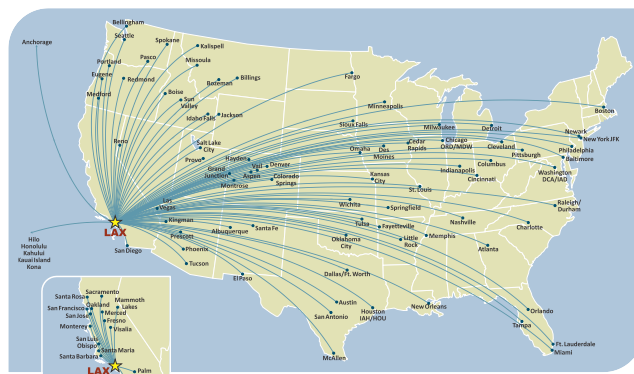 Bellingham
Seattle
Spokane
Kalispell
Anchorage
Portland
Pasco
Missoula
Eugene
Redmond
Bozeman
Billings
Fargo
Medford
Boise
Sun
Valley
Minneapolis
Boston
Idaho Falls
Jackson
Sioux Falls
Milwaukee
Detroit
Newark
New York JFK
Reno
Salt Lake
City
Omaha
Des
Moines
Cedar
Rapids
Chicago
ORD/MDW
Cleveland
Pittsburgh
Philadelphia
Baltimore
Provo
Hayden
Vail
Denver
Grand
Junction
Aspen
Colorado
Springs
Montrose
Kansas
City
St. Louis
Indianapolis
Columbus
Cincinnati
Washington
DCA/IAD
Las
Vegas
Wichita
Springfield
Raleigh/
Durham
Kingman
Santa Fe
Albuquerque
Tulsa
Fayetteville
Nashville
Charlotte
LAX
Prescott
Oklahoma
City
Little
Rock
Memphis
Atlanta
Hilo
Honolulu
Kahului
Kauai Island
Kona
San Diego
Phoenix
Tucson
El Paso
Dallas/Ft. Worth
Austin
San Antonio
Houston
IAH/HOU
New Orleans
Orlando
Tampa
Ft. Lauderdale
Miami
McAllen
Santa Rosa
Sacramento
Oakland
Mammoth
Lakes
San Francisco
Merced
San Jose
Fresno
Monterey
Visalia
San Luis
Obispo
Santa Maria
Santa Barbara
LAX
Palm